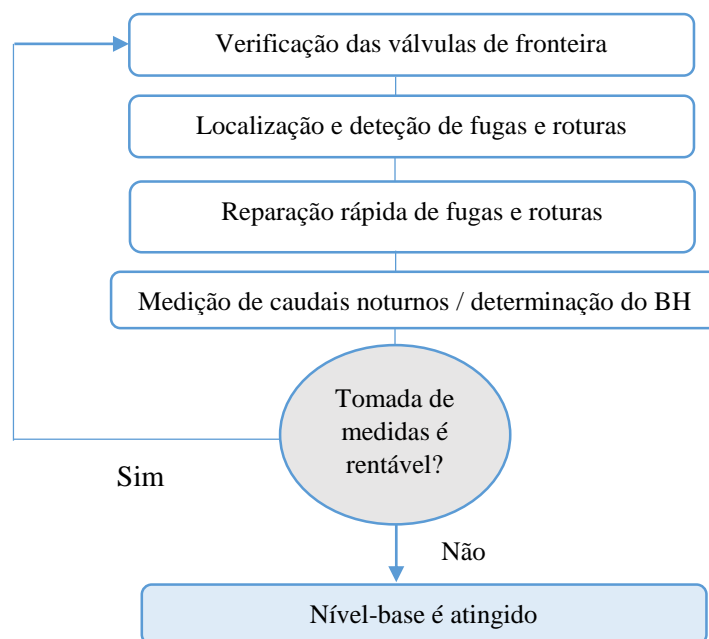 Verificação das válvulas de fronteira
Localização e deteção de fugas e roturas
Reparação rápida de fugas e roturas
Medição de caudais noturnos / determinação do BH
Tomada de
medidas é
rentável?
Sim
Não
Nível-base é atingido